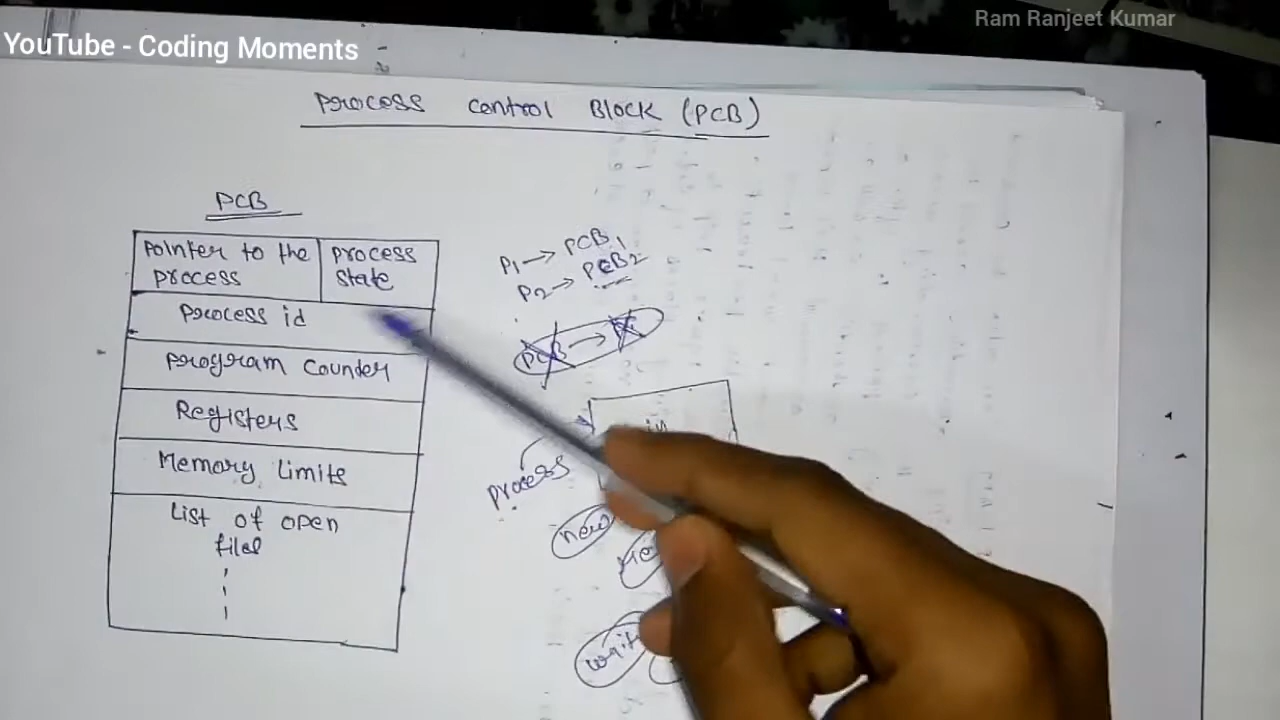 Ram Ranjeet Kumar
YouTube - Coding Moments
Process Control Block (PCB)
PCB
Pointer to the process
Process state
Process id
Program Counter
Registers
Memory Limits
List of open
files
P1 → PCB1
P2 → PCB2
PCB →
in
Process
new
wait